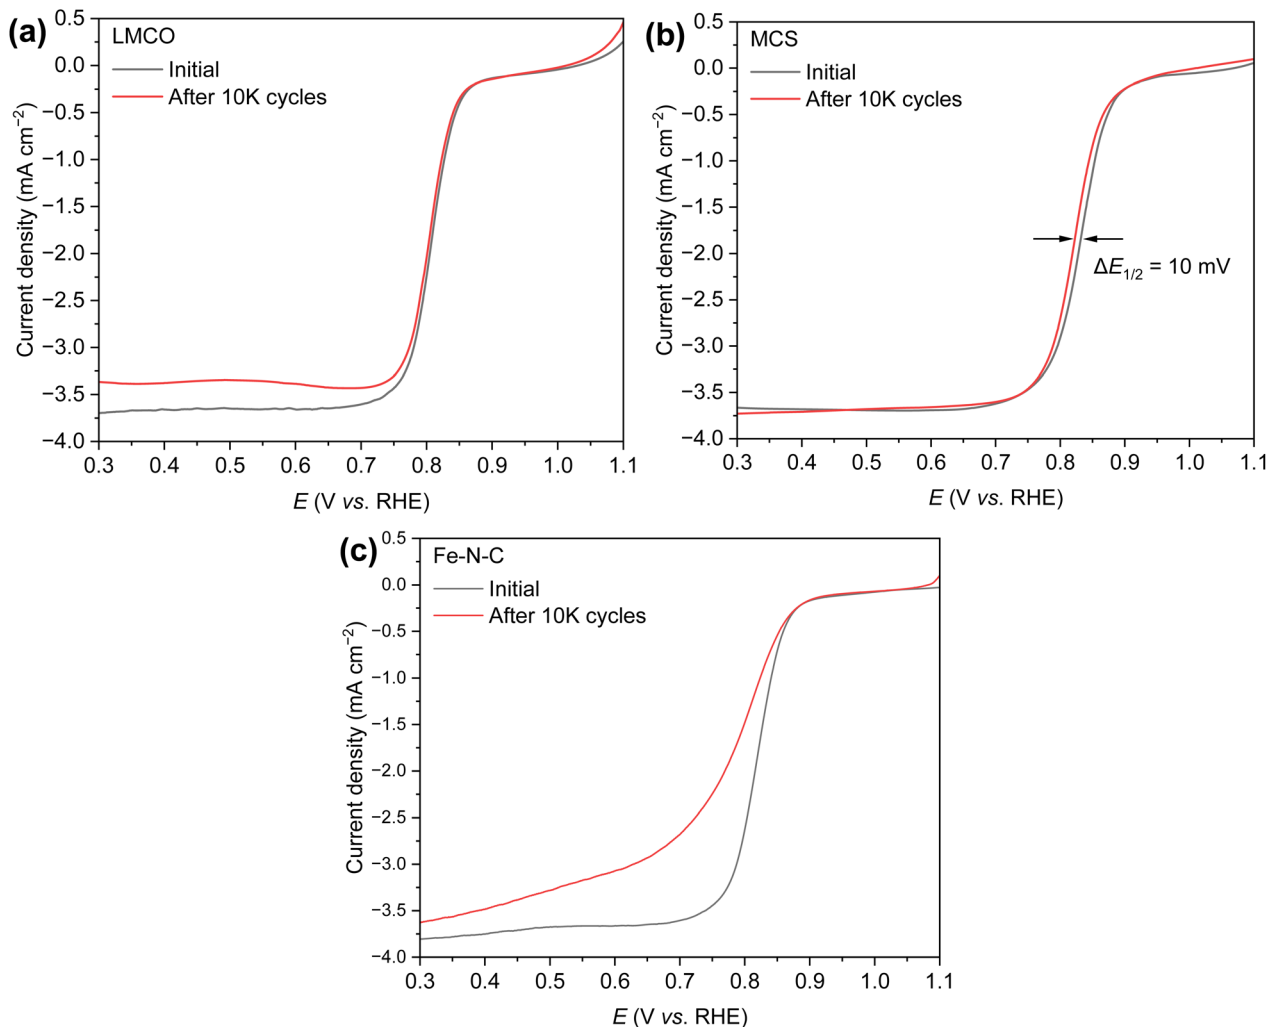 (a)
LMCO
Initial
After 10K cycles
0.5
0.0
−0.5
−1.0
−1.5
−2.0
−2.5
−3.0
−3.5
−4.0
Current density (mA cm⁻²)
0.3 0.4 0.5 0.6 0.7 0.8 0.9 1.0 1.1
E (V vs. RHE)
(b)
MCS
Initial
After 10K cycles
0.5
0.0
−0.5
−1.0
−1.5
−2.0
−2.5
−3.0
−3.5
−4.0
Current density (mA cm⁻²)
ΔE₁/₂ = 10 mV
0.3 0.4 0.5 0.6 0.7 0.8 0.9 1.0 1.1
E (V vs. RHE)
(c)
Fe-N-C
Initial
After 10K cycles
0.5
0.0
−0.5
−1.0
−1.5
−2.0
−2.5
−3.0
−3.5
−4.0
Current density (mA cm⁻²)
0.3 0.4 0.5 0.6 0.7 0.8 0.9 1.0 1.1
E (V vs. RHE)